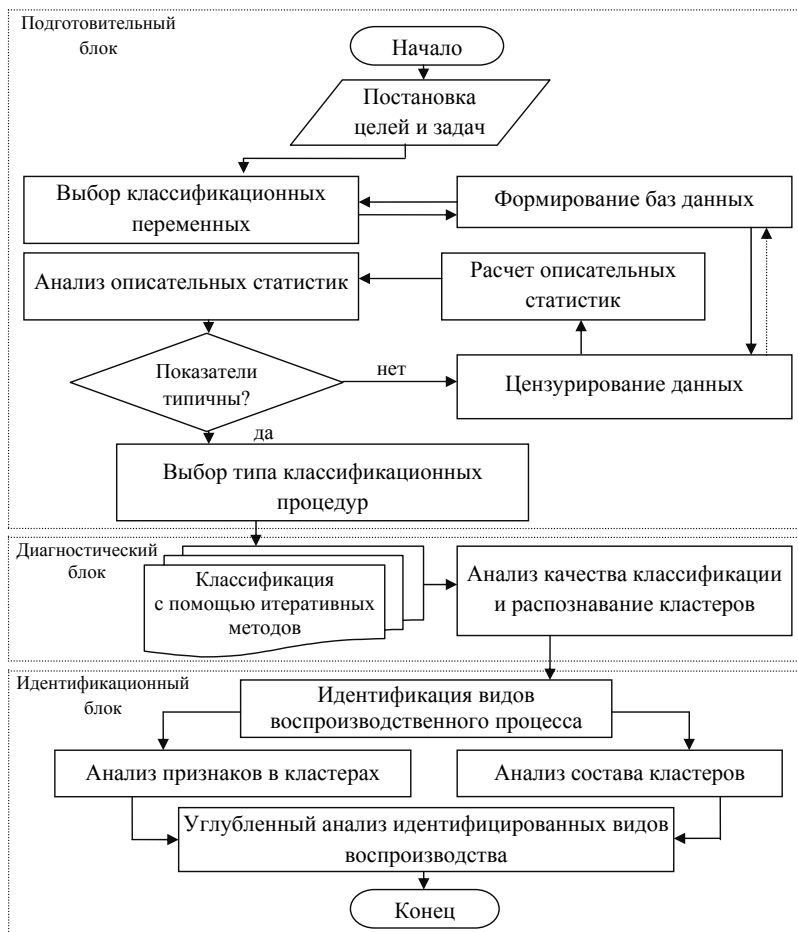 Подготовительный
блок
Начало
Постановка
целей и задач
Выбор классификационных
переменных
Формирование баз данных
Анализ описательных статистик
Расчет описательных
статистик
Показатели
типичны?
нет
Цензурирование данных
да
Выбор типа классификационных
процедур
Диагностический
блок
Классификация
с помощью итеративных
методов
Анализ качества классификации
и распознавание кластеров
Идентификационный
блок
Идентификация видов
воспроизводственного процесса
Анализ признаков в кластерах
Анализ состава кластеров
Углубленный анализ идентифицированных видов
воспроизводства
Конец